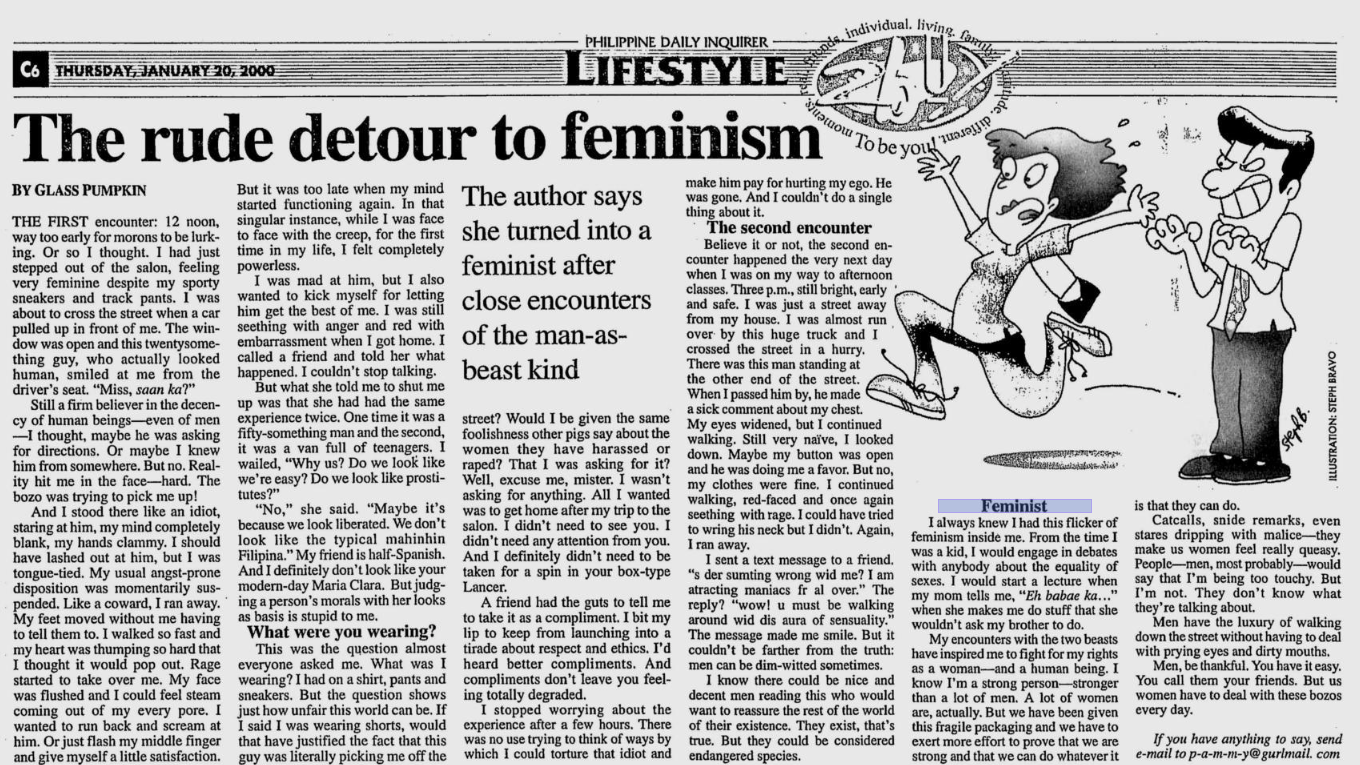 PHILIPPINE DAILY INQUIRER
C6 THURSDAY, JANUARY 20, 2000
LIFESTYLE
friends. individual. living. family
different.
moments. To be you!
The rude detour to feminism
BY GLASS PUMPKIN
THE FIRST encounter: 12 noon,
way too early for morons to be lurk-
ing. Or so I thought. I had just
stepped out of the salon, feeling
very feminine despite my sporty
sneakers and track pants. I was
about to cross the street when a car
pulled up in front of me. The win-
dow was open and this twentysome-
thing guy, who actually looked
human, smiled at me from the
driver's seat. “Miss, saan ka?”
Still a firm believer in the decen-
cy of human beings—even of men
—I thought, maybe he was asking
for directions. Or maybe I knew
him from somewhere. But no. Real-
ity hit me in the face—hard. The
bozo was trying to pick me up!
And I stood there like an idiot,
staring at him, my mind completely
blank, my hands clammy. I should
have lashed out at him, but I was
tongue-tied. My usual angst-prone
disposition was momentarily sus-
pended. Like a coward, I ran away.
My feet moved without me having
to tell them to. I walked so fast and
my heart was thumping so hard that
I thought it would pop out. Rage
started to take over me. My face
was flushed and I could feel steam
coming out of my every pore. I
wanted to run back and scream at
him. Or just flash my middle finger
and give myself a little satisfaction.
But it was too late when my mind
started functioning again. In that
singular instance, while I was face
to face with the creep, for the first
time in my life, I felt completely
powerless.
I was mad at him, but I also
wanted to kick myself for letting
him get the best of me. I was still
seething with anger and red with
embarrassment when I got home. I
called a friend and told her what
happened. I couldn't stop talking.
But what she told me to shut me
up was that she had had the same
experience twice. One time it was a
fifty-something man and the second,
it was a van full of teenagers. I
wailed, “Why us? Do we look like
we're easy? Do we look like prosti-
tutes?”
“No,” she said. “Maybe it's
because we look liberated. We don't
look like the typical mahinhin
Filipina.” My friend is half-Spanish.
And I definitely don't look like your
modern-day Maria Clara. But judg-
ing a person's morals with her looks
as basis is stupid to me.
What were you wearing?
This was the question almost
everyone asked me. What was I
wearing? I had on a shirt, pants and
sneakers. But the question shows
just how unfair this world can be. If
I said I was wearing shorts, would
that have justified the fact that this
guy was literally picking me off the
The author says
she turned into a
feminist after
close encounters
of the man-as-
beast kind
street? Would I be given the same
foolishness other pigs say about the
women they have harassed or
raped? That I was asking for it?
Well, excuse me, mister. I wasn't
asking for anything. All I wanted
was to get home after my trip to the
salon. I didn't need to see you. I
didn't need any attention from you.
And I definitely didn't need to be
taken for a spin in your box-type
Lancer.
A friend had the guts to tell me
to take it as a compliment. I bit my
lip to keep from launching into a
tirade about respect and ethics. I'd
heard better compliments. And
compliments don't leave you feel-
ing totally degraded.
I stopped worrying about the
experience after a few hours. There
was no use trying to think of ways by
which I could torture that idiot and
make him pay for hurting my ego. He
was gone. And I couldn't do a single
thing about it.
The second encounter
Believe it or not, the second en-
counter happened the very next day
when I was on my way to afternoon
classes. Three p.m., still bright, early
and safe. I was just a street away
from my house. I was almost run
over by this huge truck and I
crossed the street in a hurry.
There was this man standing at
the other end of the street.
When I passed him by, he made
a sick comment about my chest.
My eyes widened, but I continued
walking. Still very naïve, I looked
down. Maybe my button was open
and he was doing me a favor. But no,
my clothes were fine. I continued
walking, red-faced and once again
seething with rage. I could have tried
to wring his neck but I didn't. Again,
I ran away.
I sent a text message to a friend.
“s der sumting wrong wid me? I am
atracting maniacs fr al over.” The
reply? “wow! u must be walking
around wid dis aura of sensuality.”
The message made me smile. But it
couldn't be farther from the truth:
men can be dim-witted sometimes.
I know there could be nice and
decent men reading this who would
want to reassure the rest of the world
of their existence. They exist, that's
true. But they could be considered
endangered species.
Steph B.
ILLUSTRATION: STEPH BRAVO
Feminist
I always knew I had this flicker of
feminism inside me. From the time I
was a kid, I would engage in debates
with anybody about the equality of
sexes. I would start a lecture when
my mom tells me, “Eh babae ka...”
when she makes me do stuff that she
wouldn't ask my brother to do.
My encounters with the two beasts
have inspired me to fight for my rights
as a woman—and a human being. I
know I'm a strong person—stronger
than a lot of men. A lot of women
are, actually. But we have been given
this fragile packaging and we have to
exert more effort to prove that we are
strong and that we can do whatever it
is that they can do.
Catcalls, snide remarks, even
stares dripping with malice—they
make us women feel really queasy.
People—men, most probably—would
say that I'm being too touchy. But
I'm not. They don't know what
they're talking about.
Men have the luxury of walking
down the street without having to deal
with prying eyes and dirty mouths.
Men, be thankful. You have it easy.
You call them your friends. But us
women have to deal with these bozos
every day.
If you have anything to say, send
e-mail to p-a-m-m-y@gurlmail. com